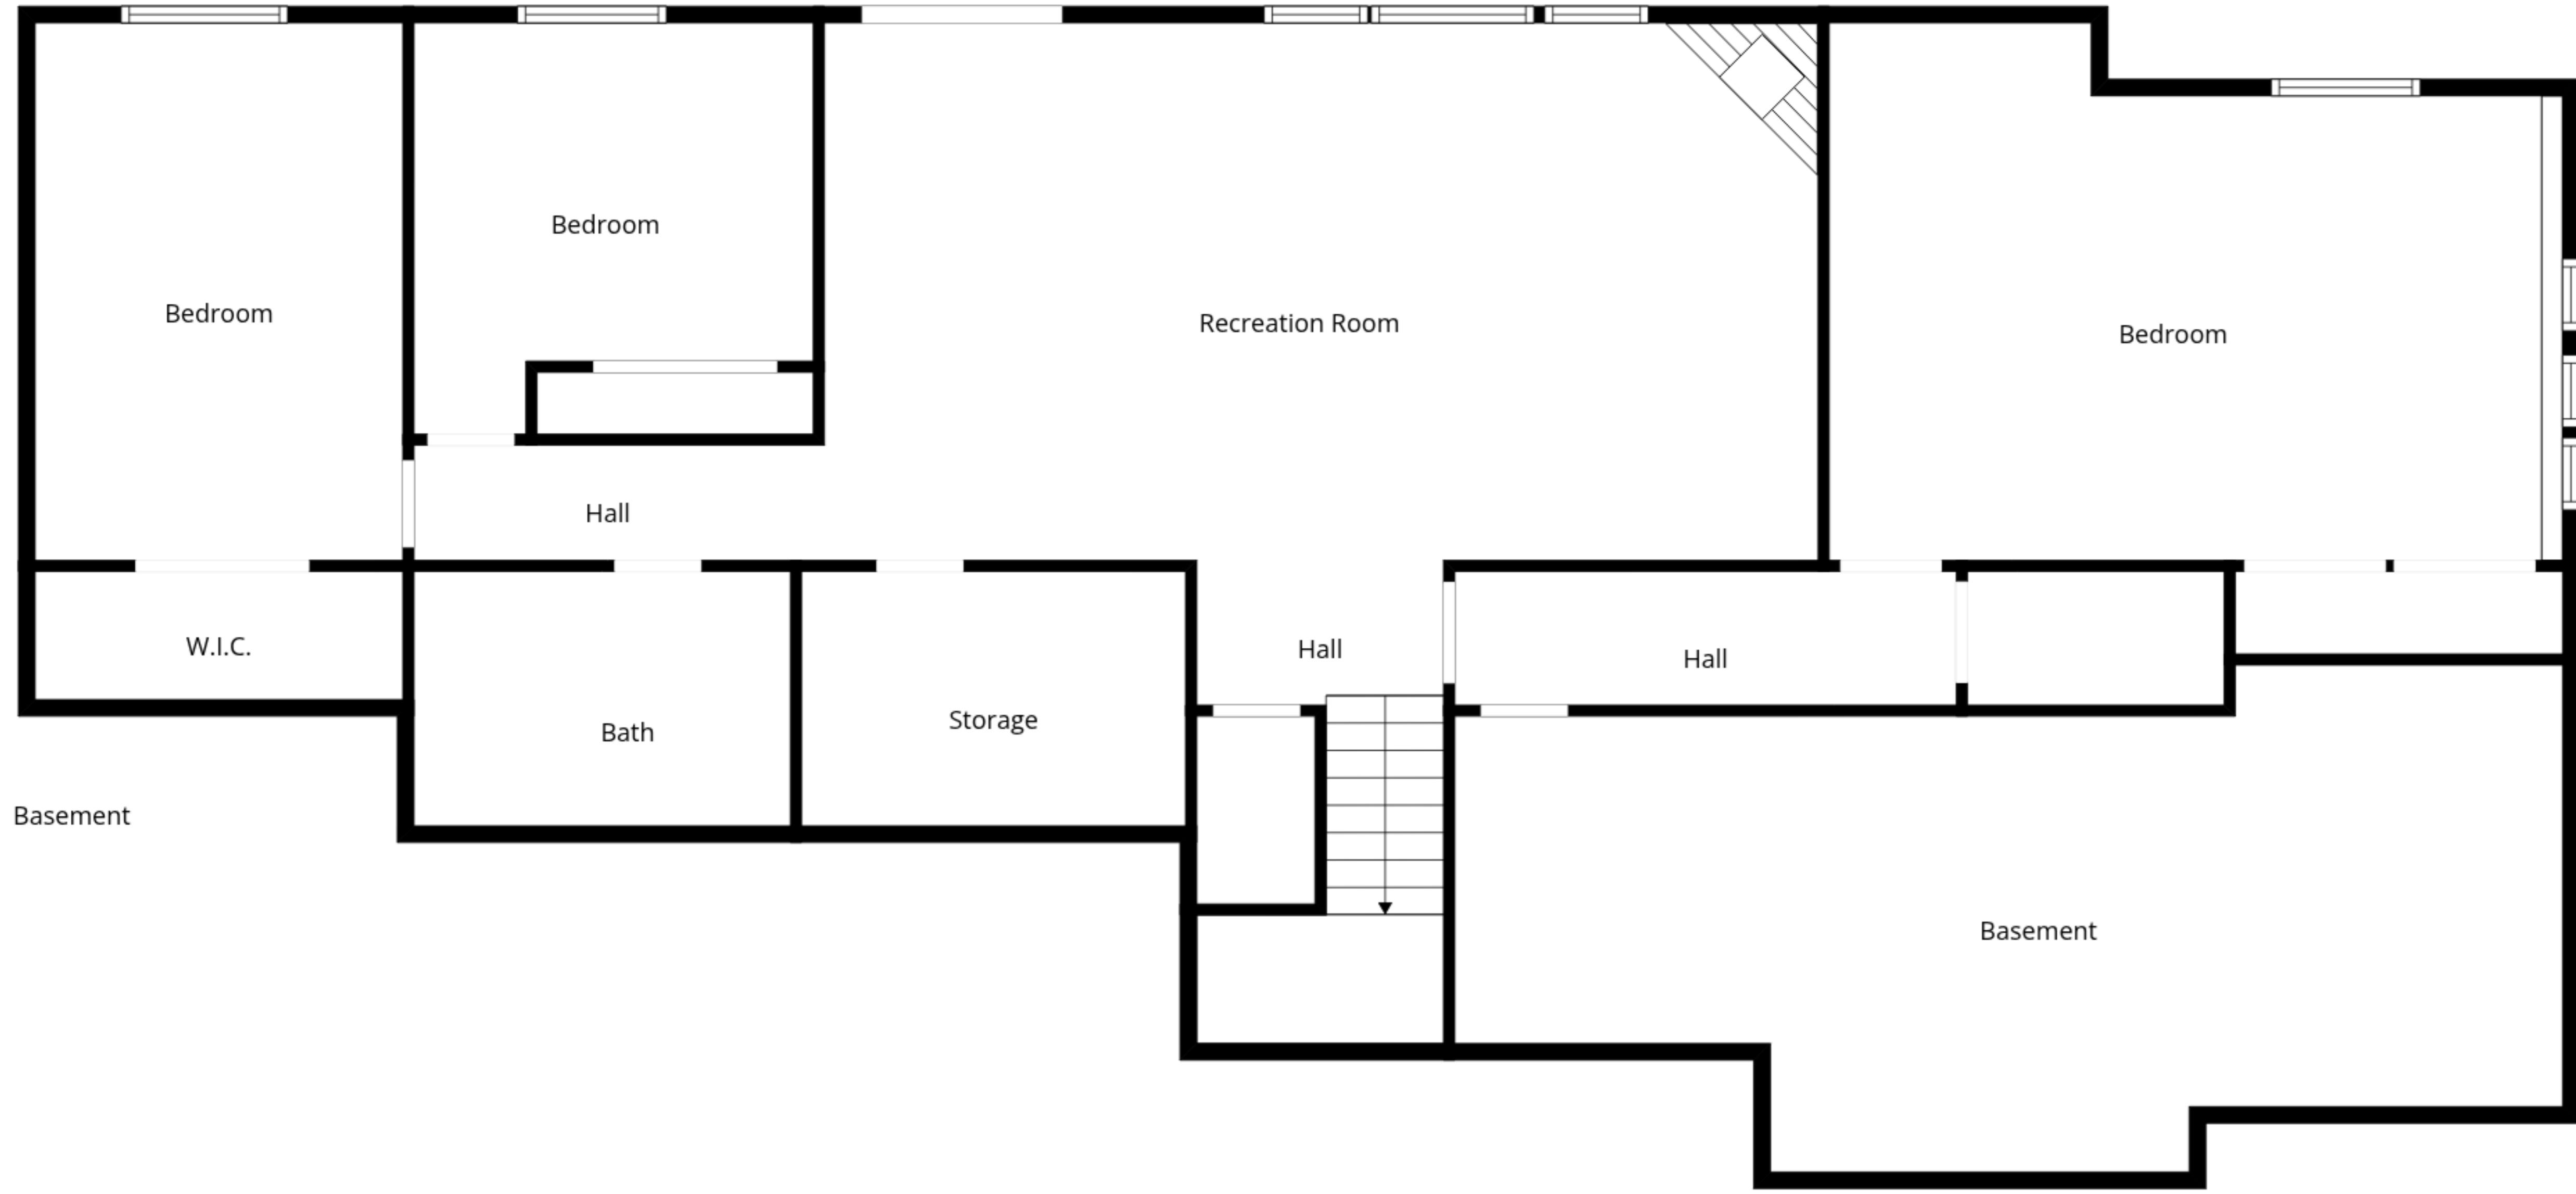 Bedroom
Bedroom
Recreation Room
Bedroom
Hall
W.I.C.
Hall
Hall
Bath
Storage
Basement
Basement